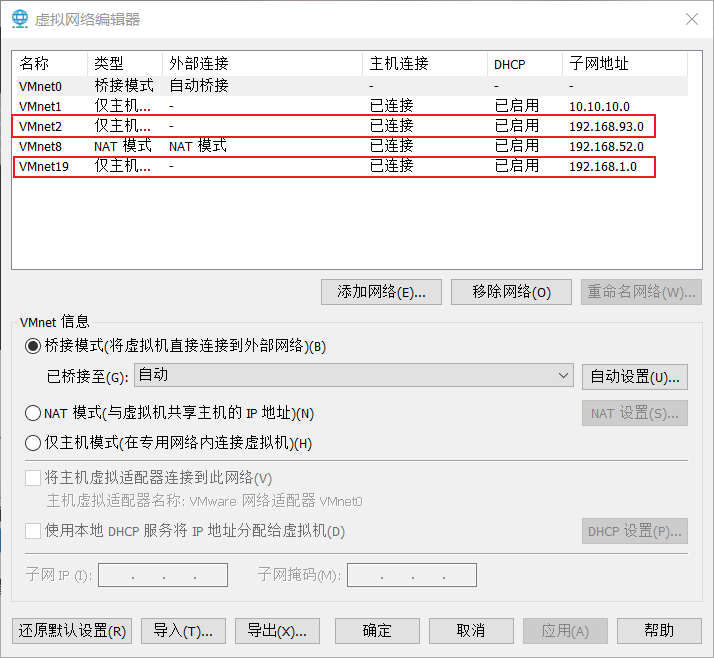 虚拟网络编辑器
名称 类型 外部连接 主机连接 DHCP 子网地址
VMnet0 桥接模式 自动桥接 - - -
VMnet1 仅主机... - 已连接 已启用 10.10.10.0
VMnet2 仅主机... - 已连接 已启用 192.168.93.0
VMnet8 NAT 模式 NAT 模式 已连接 已启用 192.168.52.0
VMnet19 仅主机... - 已连接 已启用 192.168.1.0
添加网络(E)... 移除网络(O) 重命名网络(W)...
VMnet 信息
桥接模式(将虚拟机直接连接到外部网络)(B)
已桥接至(G): 自动 自动设置(U)...
NAT 模式(与虚拟机共享主机的 IP 地址)(N) NAT 设置(S)...
仅主机模式(在专用网络内连接虚拟机)(H)
将主机虚拟适配器连接到此网络(V)
主机虚拟适配器名称: VMware 网络适配器 VMnet0
使用本地 DHCP 服务将 IP 地址分配给虚拟机(D) DHCP 设置(P)...
子网 IP (I): . . . 子网掩码(M): . . .
还原默认设置(R) 导入(T)... 导出(X)... 确定 取消 应用(A) 帮助